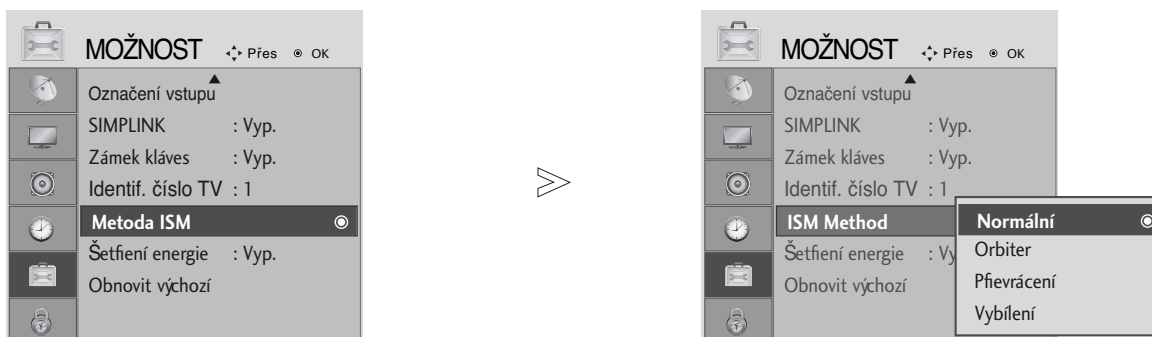 MOŽNOST Přes OK
Označení vstupu
SIMPLINK : Vyp.
Zámek kláves : Vyp.
Identif. číslo TV : 1
Metoda ISM
Šetfiení energie : Vyp.
Obnovit výchozí
MOŽNOST Přes OK
Označení vstupu
SIMPLINK : Vyp.
Zámek kláves : Vyp.
Identif. číslo TV : 1
ISM Method
Šetfiení energie : Vy
Obnovit výchozí
Normální
Orbiter
Pfievrácení
Vybílení